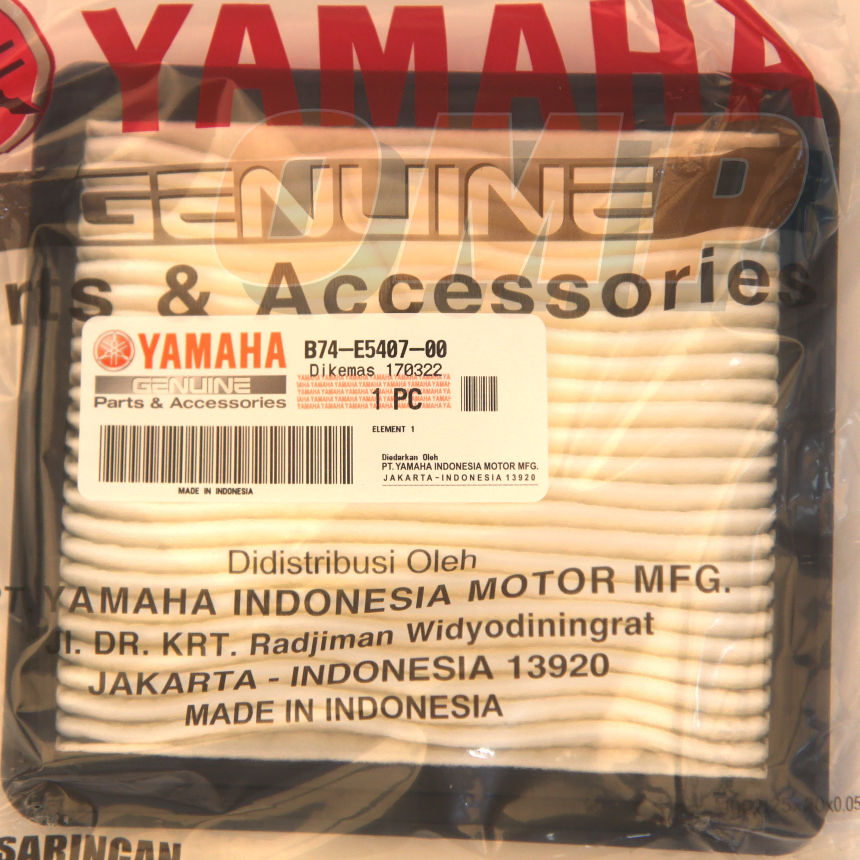 YAMAHA
GENUINE
rts & Accessories
OMP
YAMAHA
GENUINE
Parts & Accessories
B74-E5407-00
Dikemas 170322
1 PC
ELEMENT 1
MADE IN INDONESIA
Diedarkan Oleh
PT. YAMAHA INDONESIA MOTOR MFG.
JAKARTA-INDONESIA 13920
Didistribusi Oleh
PT. YAMAHA INDONESIA MOTOR MFG.
Jl. DR. KRT. Radjiman Widyodiningrat
JAKARTA - INDONESIA 13920
MADE IN INDONESIA
SARINGAN